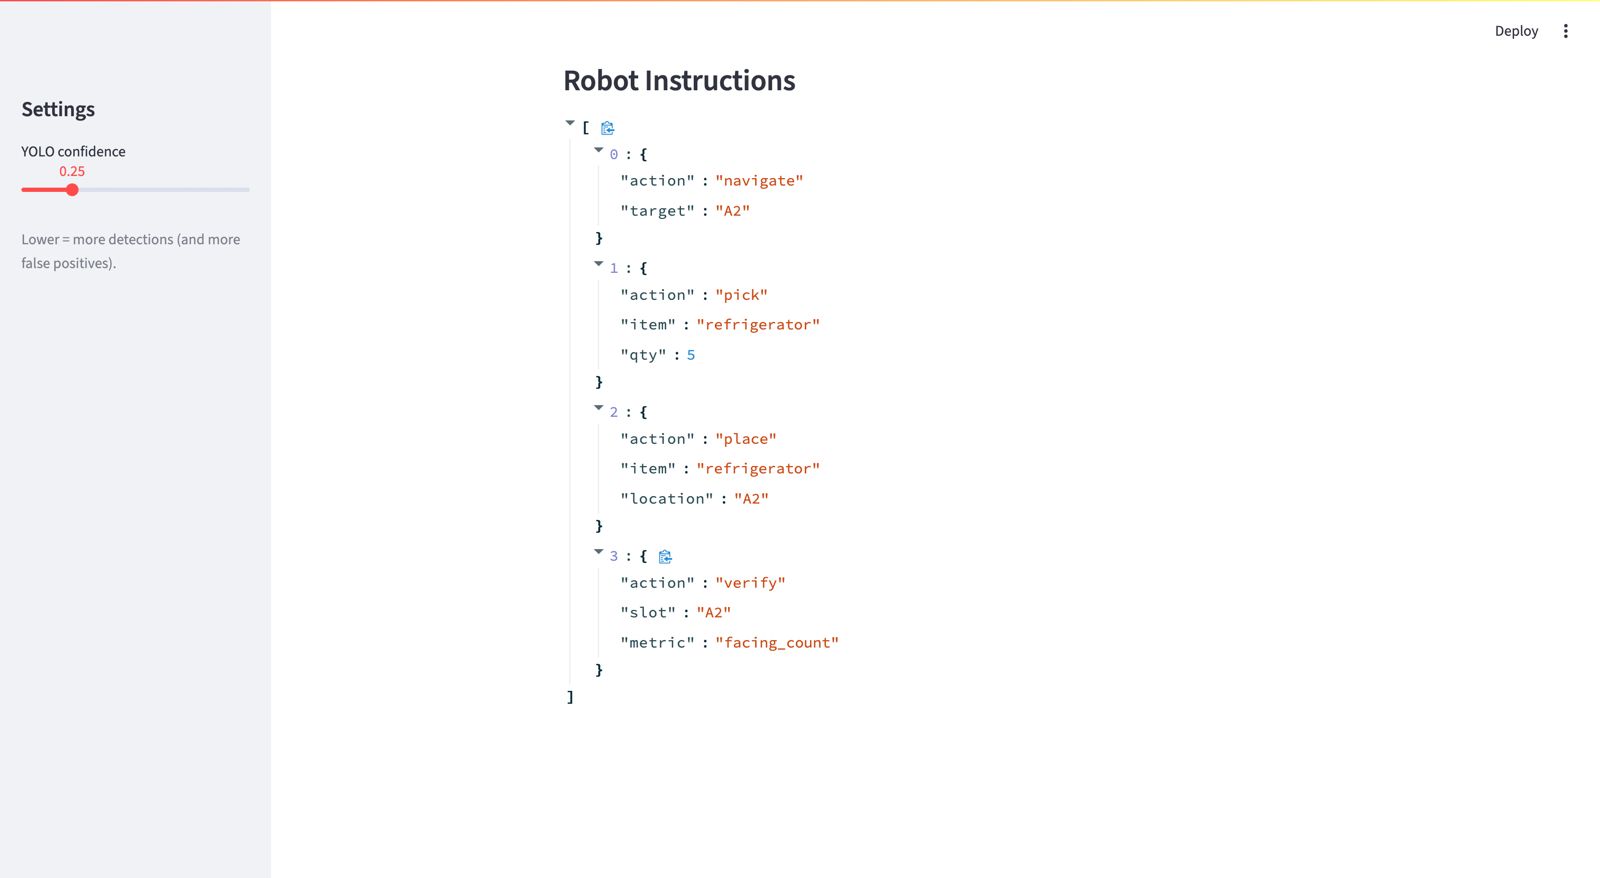 Deploy
Settings
YOLO confidence
0.25
Lower = more detections (and more
false positives).
Robot Instructions
[
0 : {
"action" : "navigate"
"target" : "A2"
}
1 : {
"action" : "pick"
"item" : "refrigerator"
"qty" : 5
}
2 : {
"action" : "place"
"item" : "refrigerator"
"location" : "A2"
}
3 : {
"action" : "verify"
"slot" : "A2"
"metric" : "facing_count"
}
]